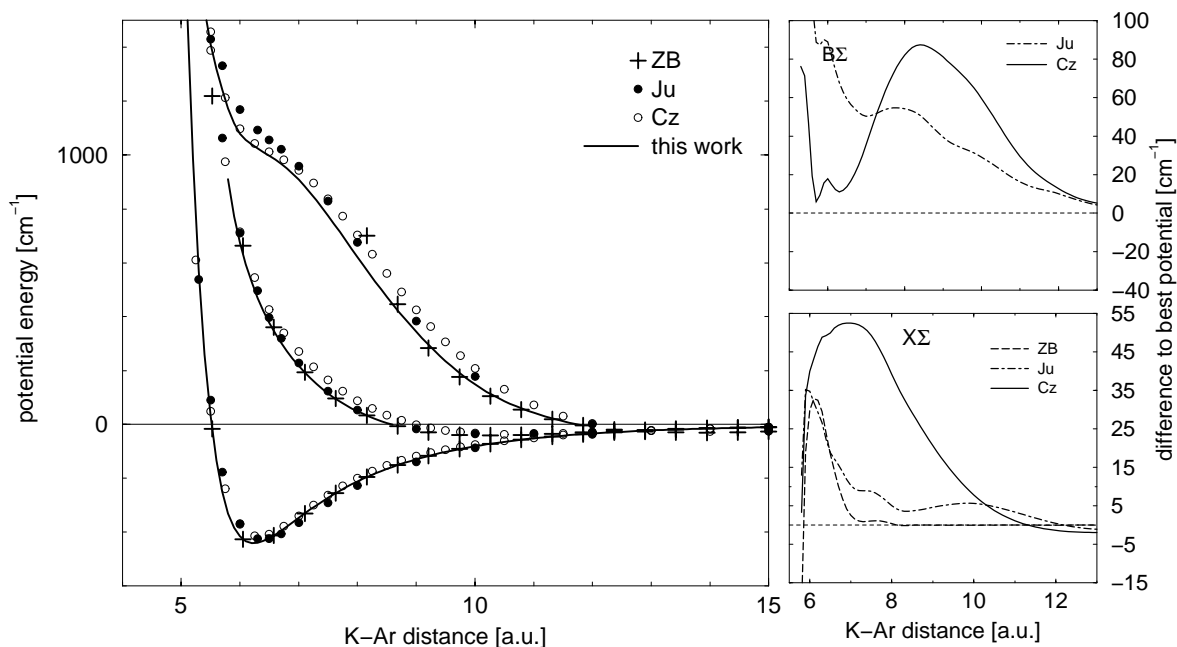 potential energy [cm−1]
1000
0
5
10
15
K−Ar distance [a.u.]
ZB
Ju
Cz
this work
BΣ
Ju
Cz
100
80
60
40
20
0
−20
−40
XΣ
ZB
Ju
Cz
55
45
35
25
15
5
−5
−15
6
7
8
10
12
K−Ar distance [a.u.]
difference to best potential [cm−1]